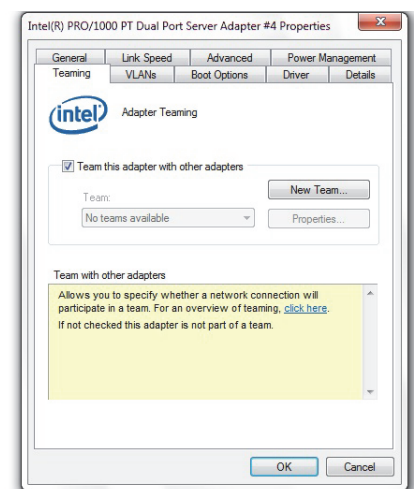 Intel(R) PRO/1000 PT Dual Port Server Adapter #4 Properties
General Link Speed Advanced Power Management
Teaming VLANs Boot Options Driver Details
intel Adapter Teaming
Team this adapter with other adapters
New Team...
Team:
No teams available Properties...
Team with other adapters
Allows you to specify whether a network connection will
participate in a team. For an overview of teaming, click here.
If not checked this adapter is not part of a team.
OK Cancel